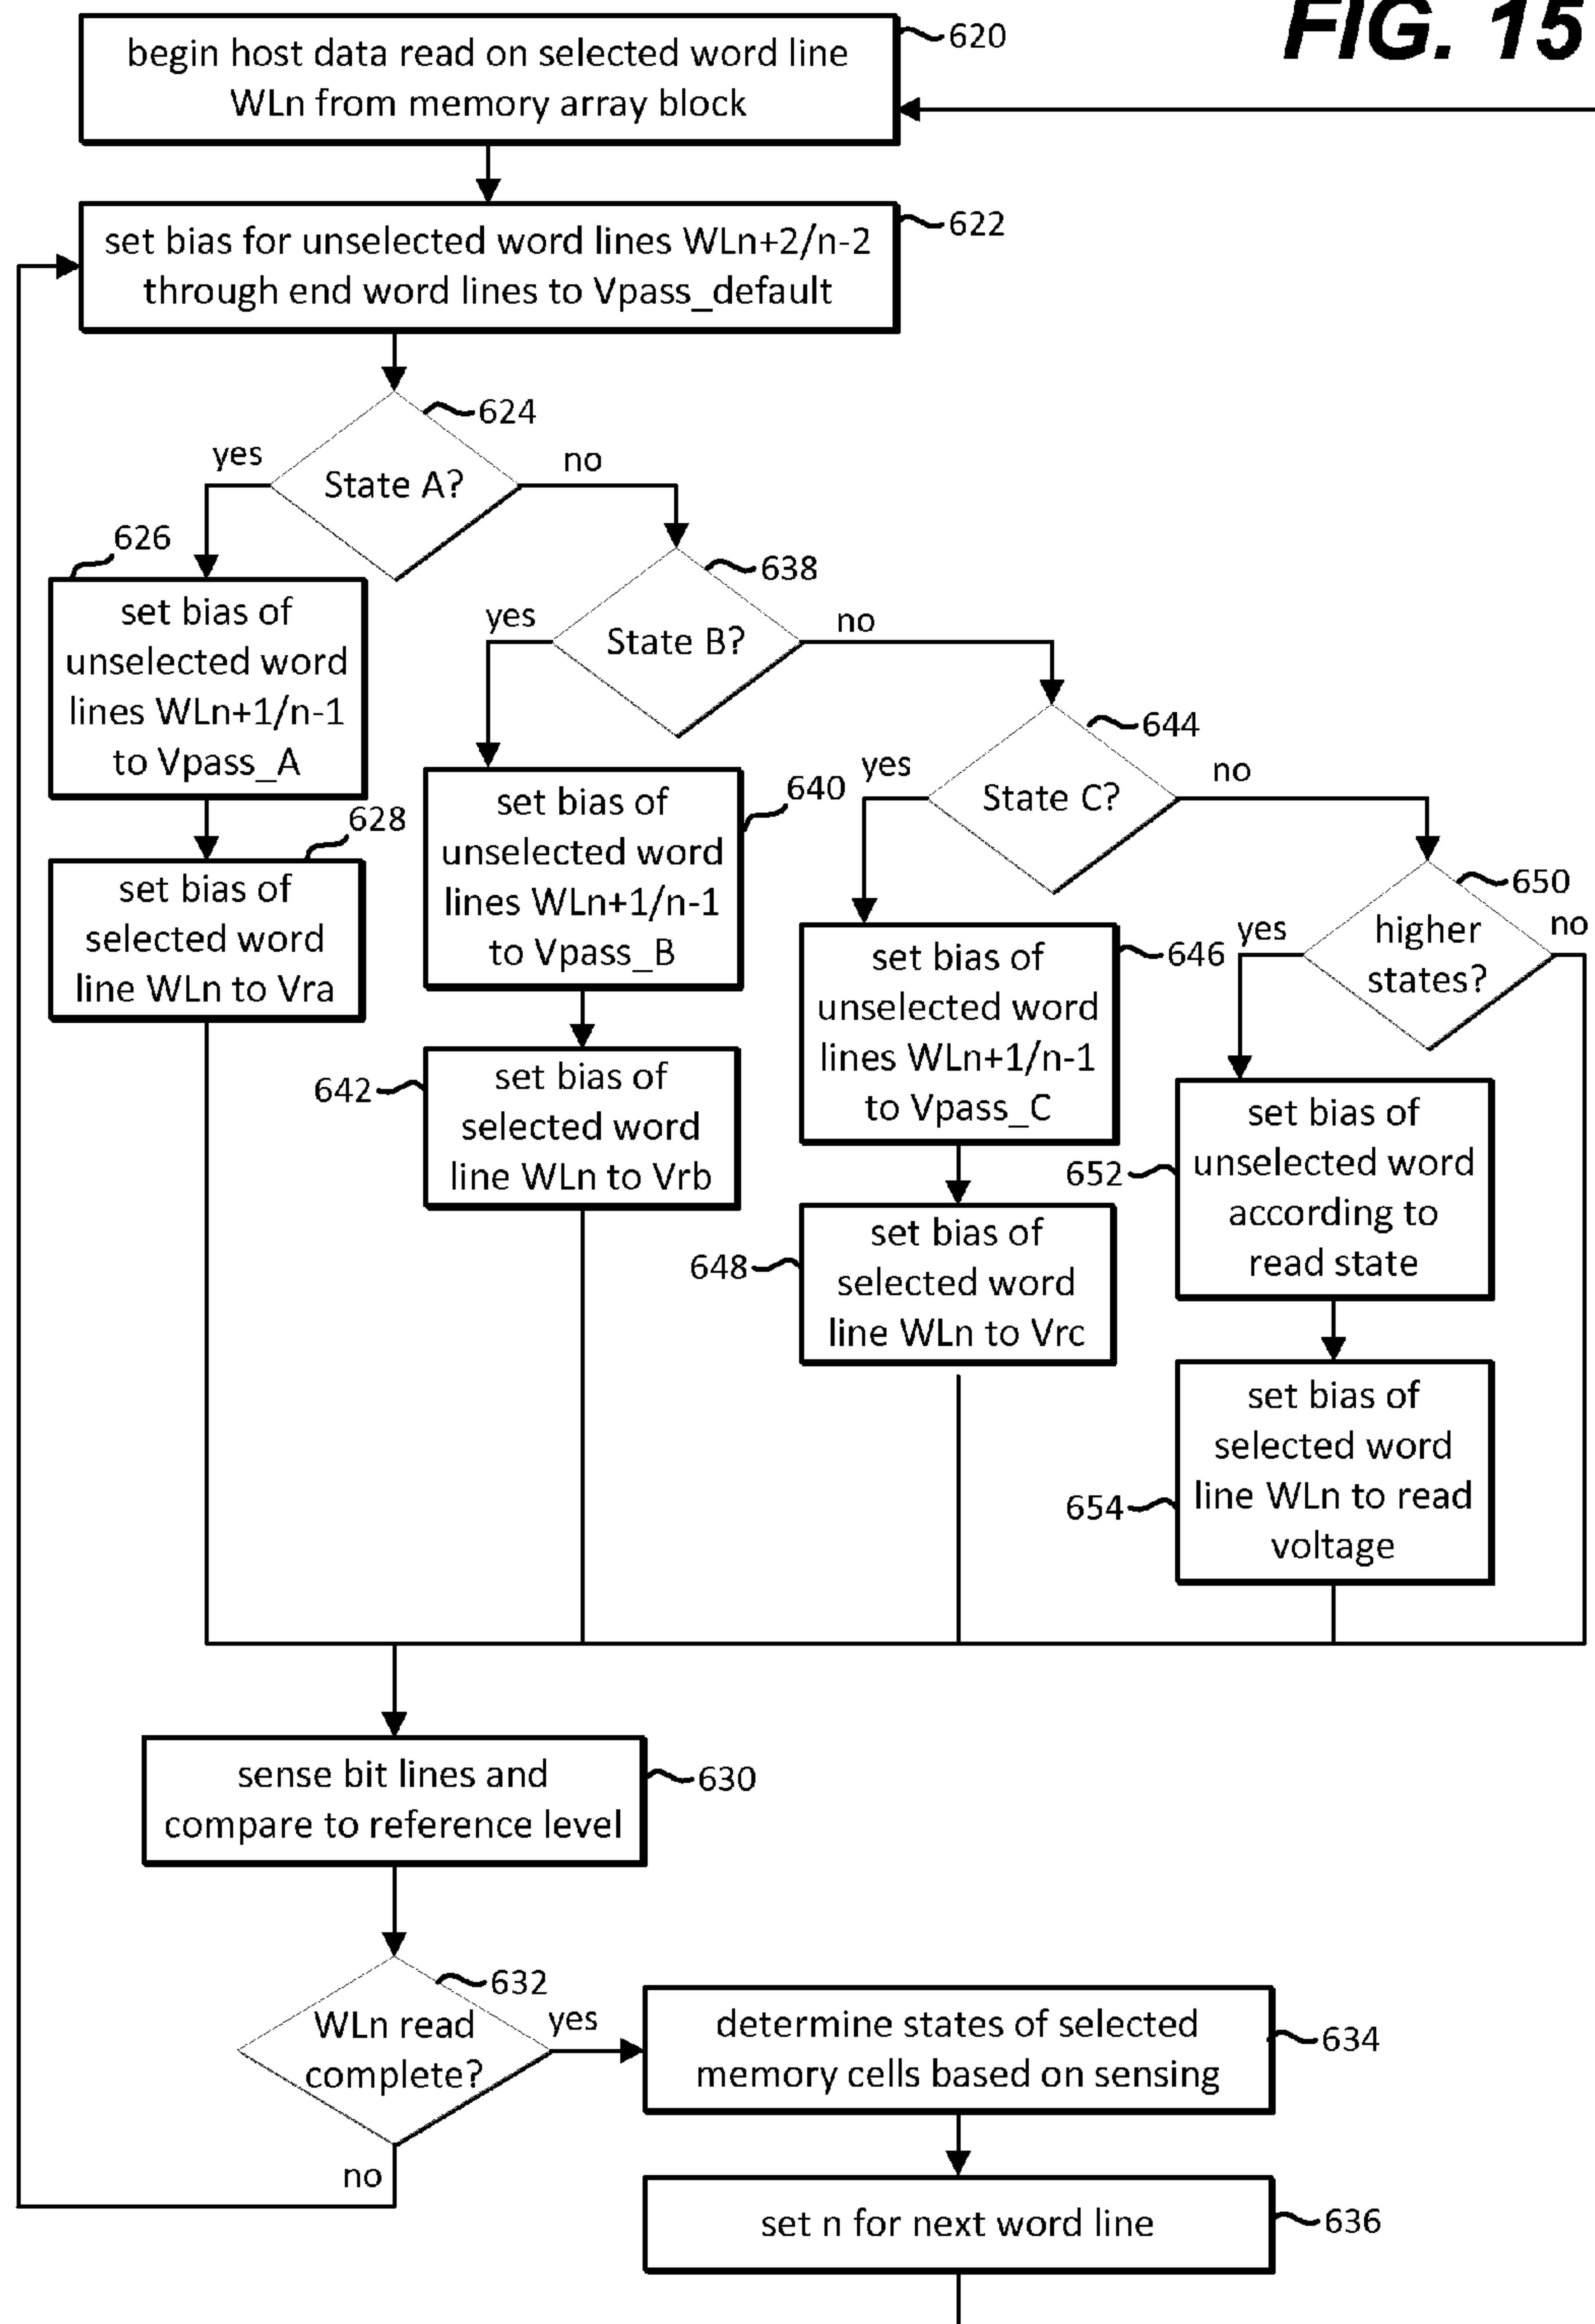 FIG. 15
begin host data read on selected word line
WLn from memory array block
620
set bias for unselected word lines WLn+2/n-2
through end word lines to Vpass_default
622
624
State A?
yes
no
626
set bias of
unselected word
lines WLn+1/n-1
to Vpass_A
628
set bias of
selected word
line WLn to Vra
638
State B?
yes
no
640
set bias of
unselected word
lines WLn+1/n-1
to Vpass_B
642
set bias of
selected word
line WLn to Vrb
644
State C?
yes
no
646
set bias of
unselected word
lines WLn+1/n-1
to Vpass_C
648
set bias of
selected word
line WLn to Vrc
650
higher
states?
yes
no
652
set bias of
unselected word
according to
read state
654
set bias of
selected word
line WLn to read
voltage
sense bit lines and
compare to reference level
630
632
WLn read
complete?
yes
no
determine states of selected
memory cells based on sensing
634
set n for next word line
636